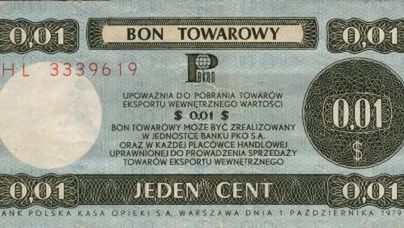 0,01 BON TOWAROWY 0,01
HL 3339619
Pekao
UPOWAŻNIA DO POBRANIA TOWARÓW
EKSPORTU WEWNĘTRZNEGO WARTOŚCI
$ 0,01 $
BON TOWAROWY MOŻE BYĆ ZREALIZOWANY
W JEDNOSTCE BANKU PKO S.A.
ORAZ W KAŻDEJ PLACÓWCE HANDLOWEJ
UPRAWNIONEJ DO PROWADZENIA SPRZEDAŻY
TOWARÓW EKSPORTU WEWNĘTRZNEGO
0,01
$
0,01 JEDEN CENT 0,01
BANK POLSKA KASA OPIEKI S.A. WARSZAWA DNIA 1 PAŹDZIERNIKA 1979